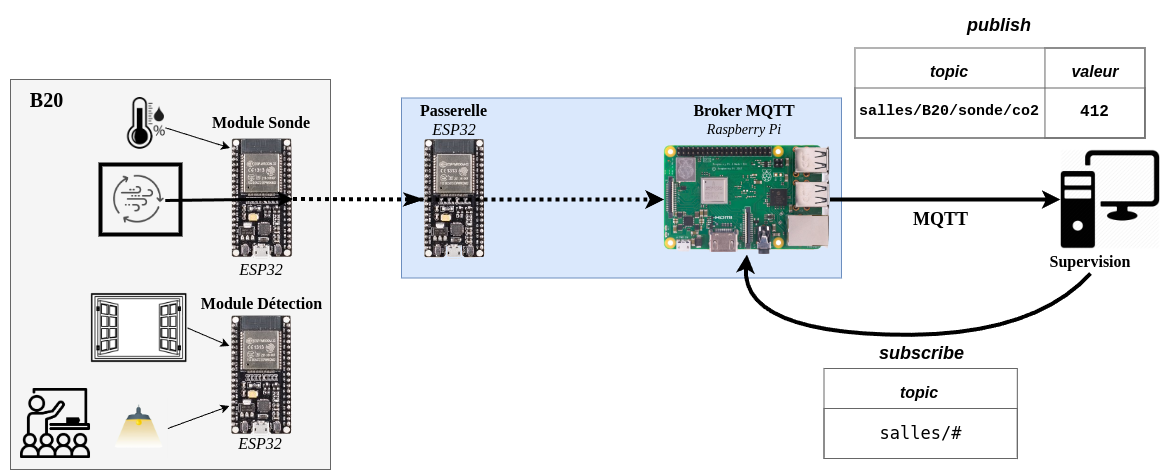 publish
topic
valeur
salles/B20/sonde/co2
412
B20
%
Module Sonde
ESP32
Passerelle
ESP32
Broker MQTT
Raspberry Pi
MQTT
Supervision
Module Détection
ESP32
subscribe
topic
salles/#